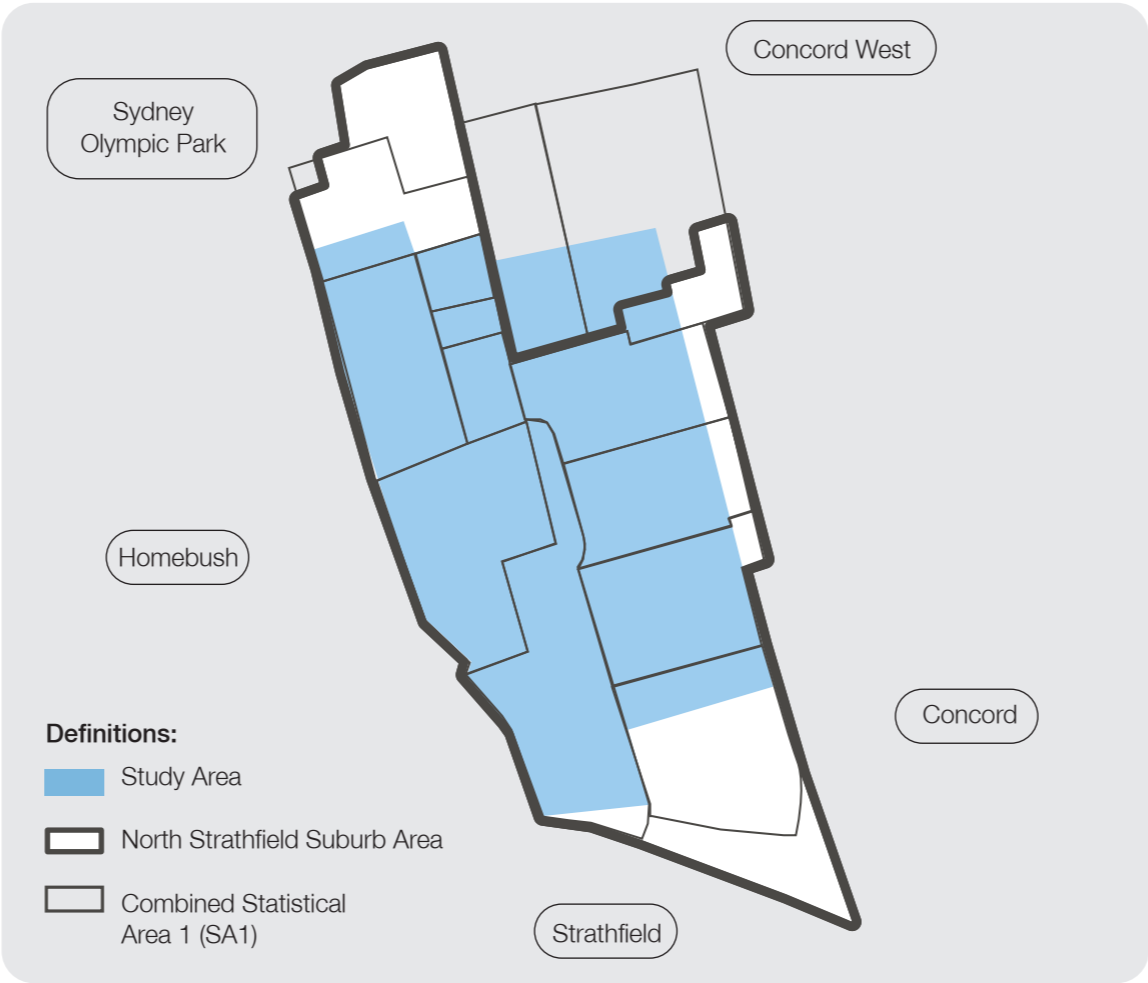 Concord West
Sydney
Olympic Park
Homebush
Concord
Definitions:
Study Area
North Strathfield Suburb Area
Combined Statistical
Area 1 (SA1)
Strathfield